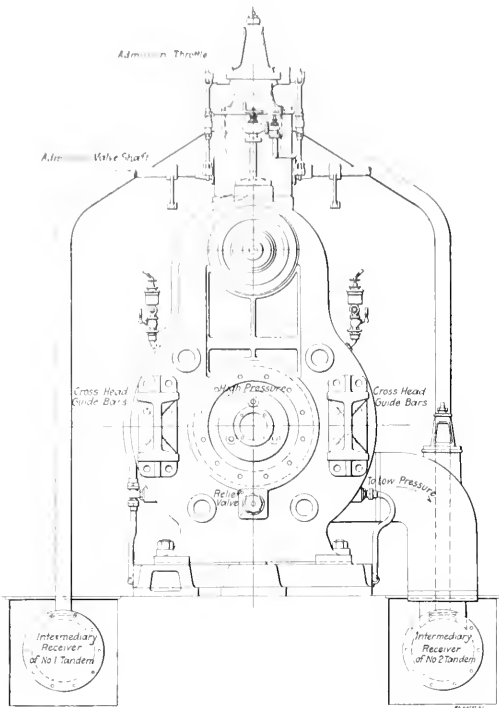 Admission Throttle
Admission Valve Shaft
High Pressure
Cross Head
Guide Bars
Cross Head
Guide Bars
Relief
Valve
To Low Pressure
Intermediary
Receiver
of No 1 Tandem
Intermediary
Receiver
of No 2 Tandem